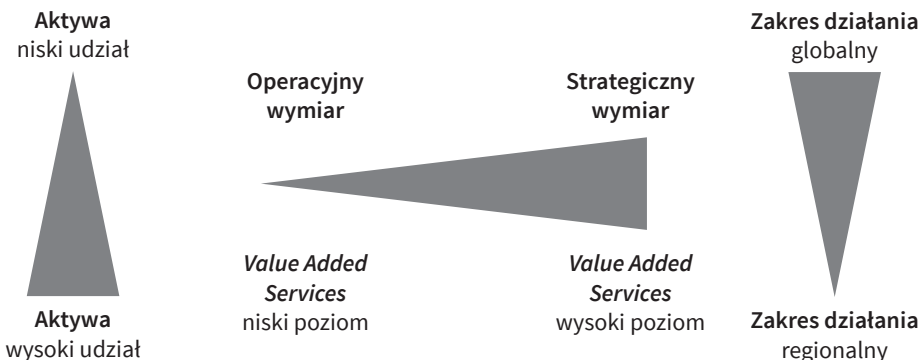 Aktywa
niski udział
Zakres działania
globalny
Operacyjny
wymiar
Strategiczny
wymiar
Value Added
Services
niski poziom
Value Added
Services
wysoki poziom
Aktywa
wysoki udział
Zakres działania
regionalny